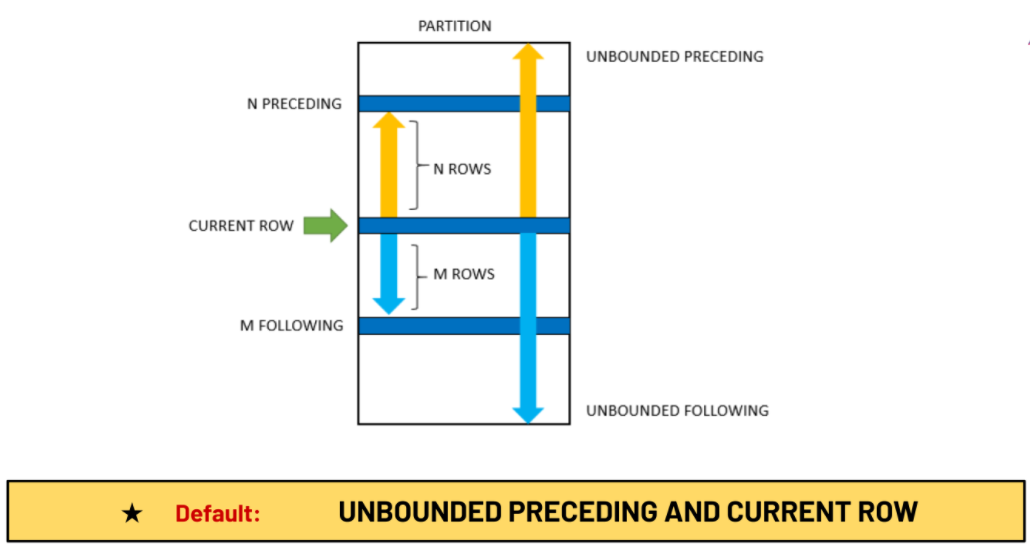 PARTITION
UNBOUNDED PRECEDING
N PRECEDING
N ROWS
CURRENT ROW
M ROWS
M FOLLOWING
UNBOUNDED FOLLOWING
★ Default: UNBOUNDED PRECEDING AND CURRENT ROW